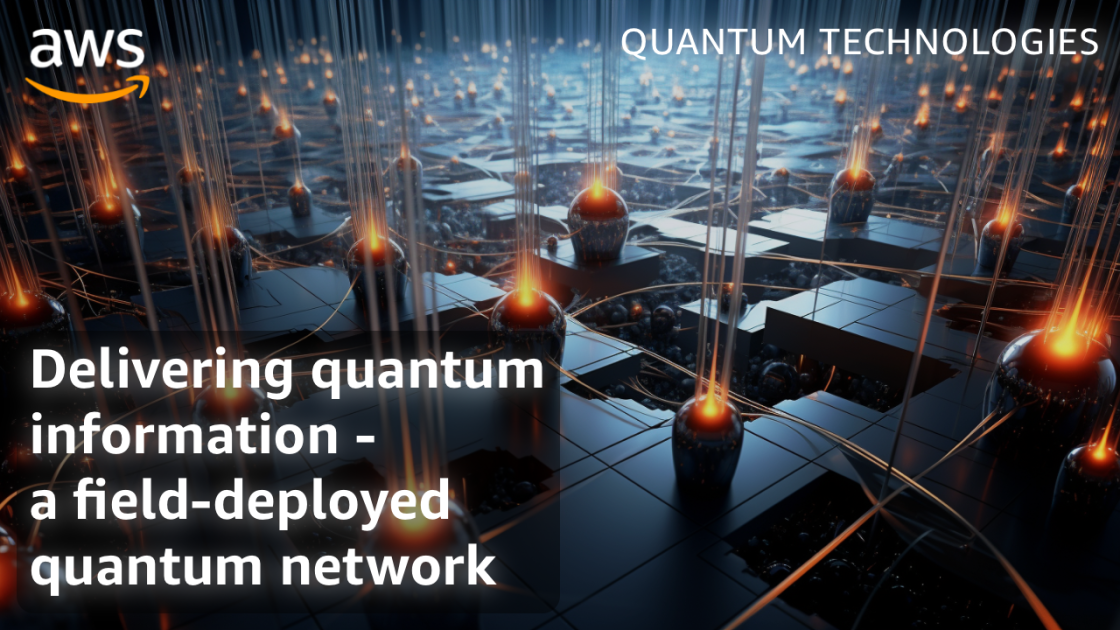 aws
QUANTUM TECHNOLOGIES
Delivering quantum
information -
a field-deployed
quantum network